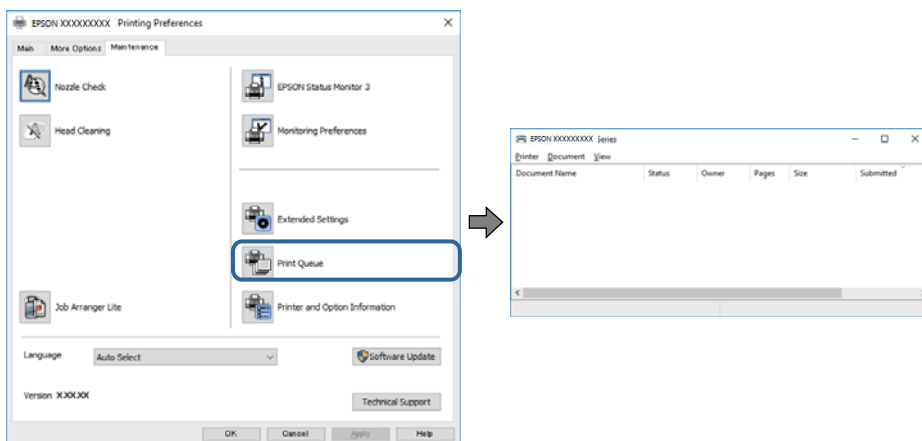 EPSON XXXXXXXXX Printing Preferences
Main More Options Maintenance
Nozzle Check
Head Cleaning
Job Arranger Lite
EPSON Status Monitor 3
Monitoring Preferences
Extended Settings
Print Queue
Printer and Option Information
Language Auto Select
Software Update
Version X.XX.XX
Technical Support
OK Cancel Apply Help
EPSON XXXXXXXXX Series
Printer Document View
Document Name Status Owner Pages Size Submitted